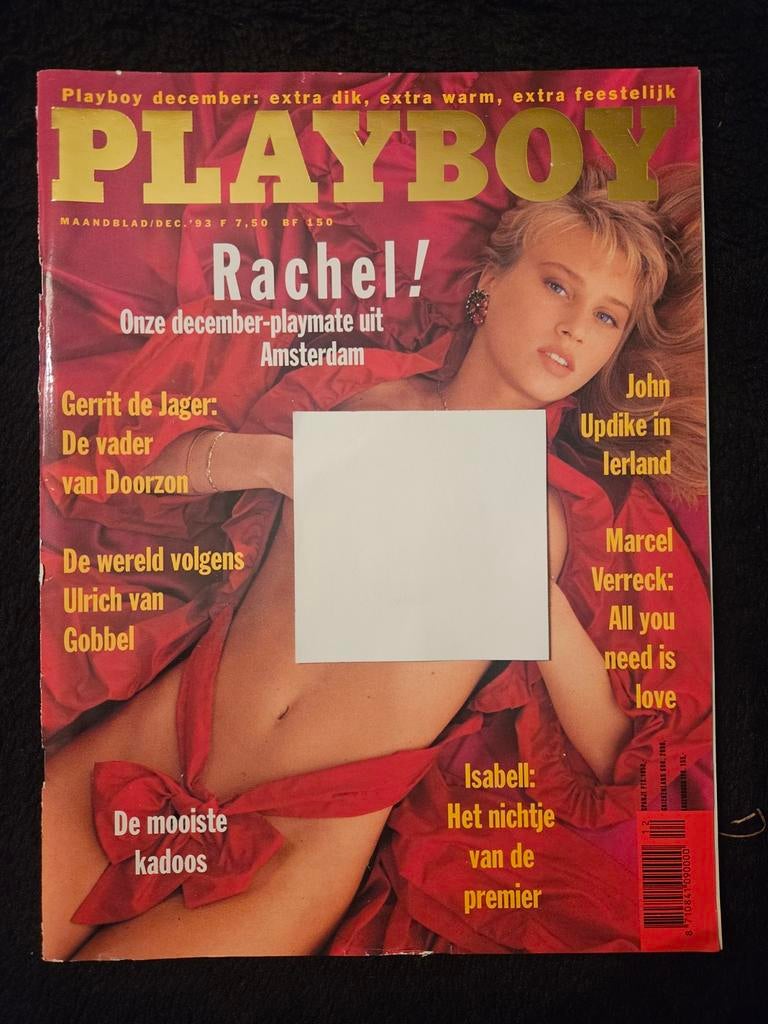 Playboy december: extra dik, extra warm, extra feestelijk
PLAYBOY
MAANDBLAD/DEC.'93 F 7,50 BF 150
Rachel!
Onze december-playmate uit
Amsterdam
Gerrit de Jager:
De vader
van Doorzon
De wereld volgens
Ulrich van
Gobbel
De mooiste
kadoos
John
Updike in
Ierland
Marcel
Verreck:
All you
need is
love
Isabell:
Het nichtje
van de
premier
12